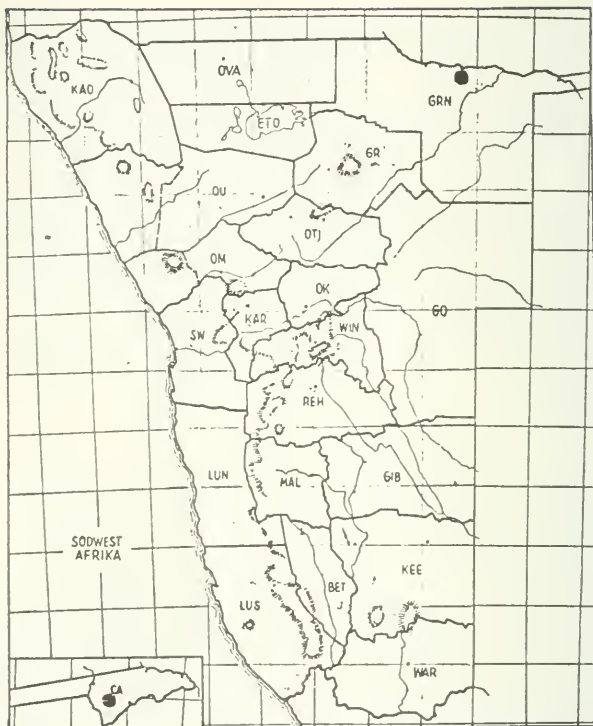 OVA
KAO
GRN
ETO
GR
OU
OTJ
OM
OK
GO
KAR
SW
WIN
REH
LUN
MAL
GIB
SÜDWEST
AFRIKA
KEE
BET
LUS
WAR
CA